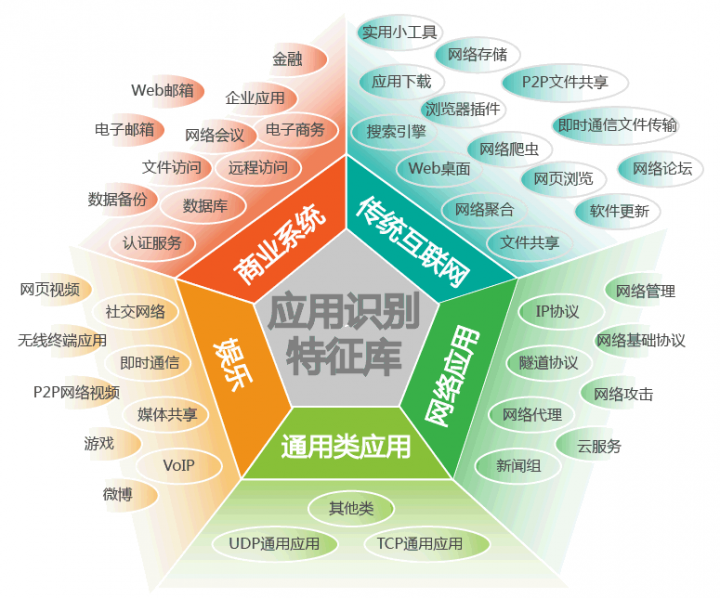 应用识别
特征库
商业系统
金融
Web邮箱
企业应用
电子邮箱
网络会议
电子商务
文件访问
远程访问
数据备份
数据库
认证服务
传统互联网
实用小工具
网络存储
应用下载
P2P文件共享
浏览器插件
即时通信文件传输
搜索引擎
网络爬虫
Web桌面
网页浏览
网络论坛
网络聚合
软件更新
文件共享
网络应用
IP协议
网络管理
网络基础协议
隧道协议
网络攻击
网络代理
云服务
新闻组
通用类应用
其他类
UDP通用应用
TCP通用应用
娱乐
网页视频
社交网络
无线终端应用
即时通信
P2P网络视频
媒体共享
游戏
VoIP
微博